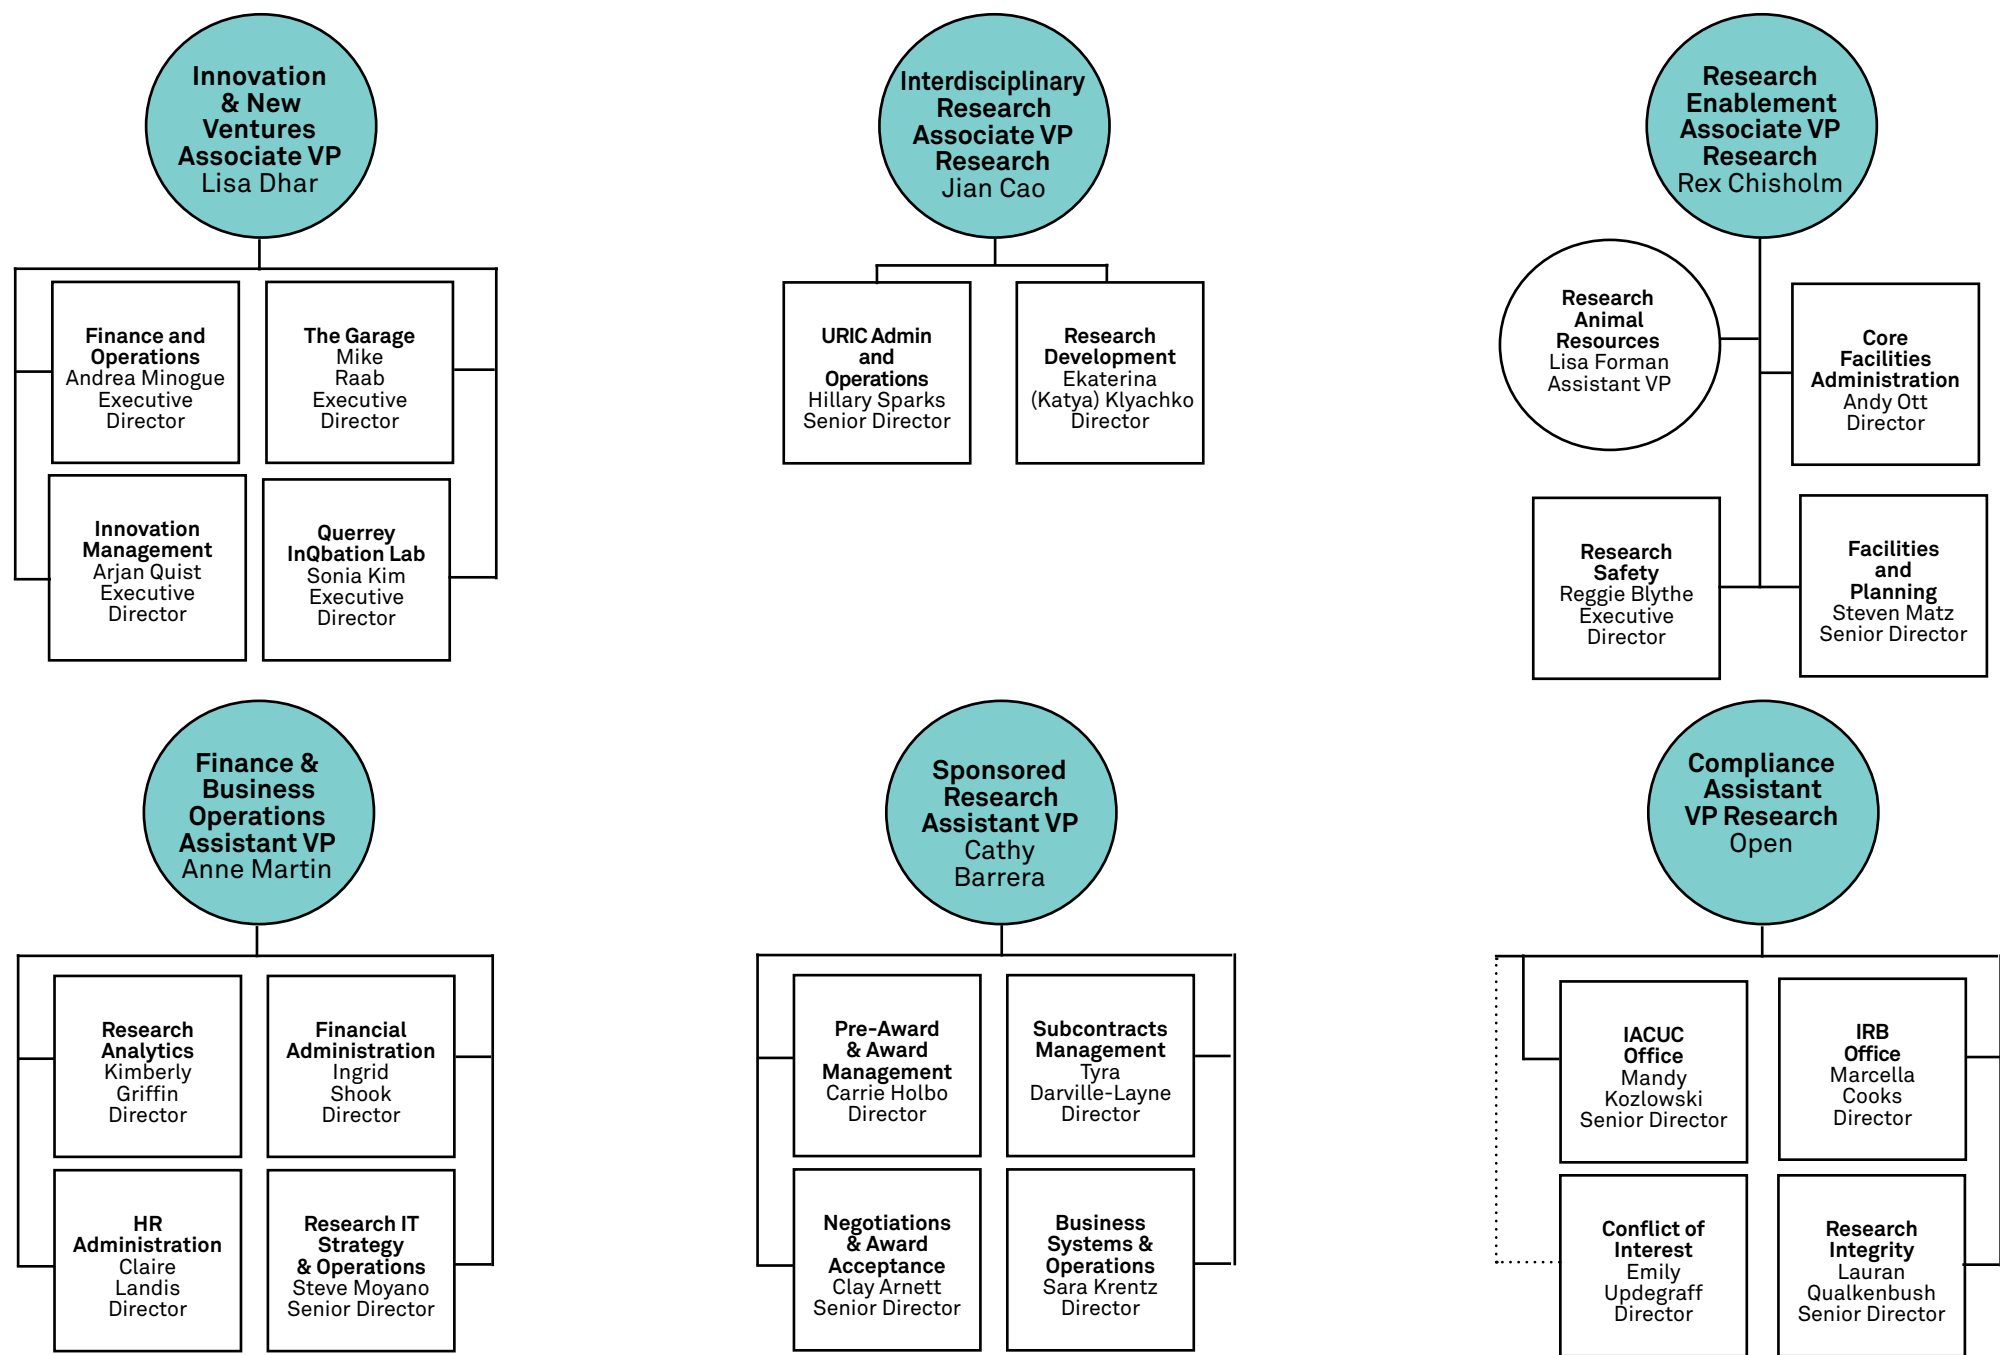 Innovation
& New
Ventures
Associate VP
Lisa Dhar
Interdisciplinary
Research
Associate VP
Research
Jian Cao
Research
Enablement
Associate VP
Research
Rex Chisholm
Finance and
Operations
Andrea Minogue
Executive
Director
The Garage
Mike
Raab
Executive
Director
Innovation
Management
Arjan Quist
Executive
Director
Querrey
InQbation Lab
Sonia Kim
Executive
Director
URIC Admin
and
Operations
Hillary Sparks
Senior Director
Research
Development
Ekaterina
(Katya) Klyachko
Director
Research
Animal
Resources
Lisa Forman
Assistant VP
Core
Facilities
Administration
Andy Ott
Director
Research
Safety
Reggie Blythe
Executive
Director
Facilities
and
Planning
Steven Matz
Senior Director
Finance &
Business
Operations
Assistant VP
Anne Martin
Sponsored
Research
Assistant VP
Cathy
Barrera
Compliance
Assistant
VP Research
Open
Research
Analytics
Kimberly
Griffin
Director
Financial
Administration
Ingrid
Shook
Director
HR
Administration
Claire
Landis
Director
Research IT
Strategy
& Operations
Steve Moyano
Senior Director
Pre-Award
& Award
Management
Carrie Holbo
Director
Subcontracts
Management
Tyra
Darville-Layne
Director
Negotiations
& Award
Acceptance
Clay Arnett
Senior Director
Business
Systems &
Operations
Sara Krentz
Director
IACUC
Office
Mandy
Kozlowski
Senior Director
IRB
Office
Marcella
Cooks
Director
Conflict of
Interest
Emily
Updegraff
Director
Research
Integrity
Lauran
Qualkenbush
Senior Director